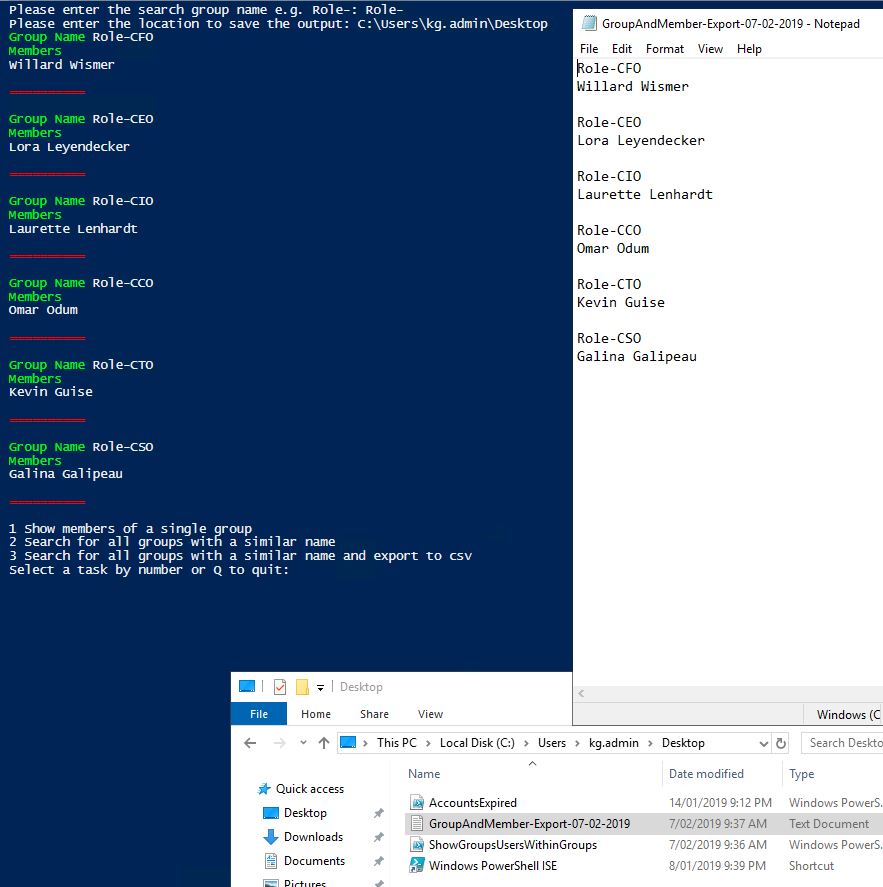 Please enter the search group name e.g. Role-: Role-
Please enter the location to save the output: C:\Users\kg.admin\Desktop
Group Name Role-CFO
Members
Willard Wismer
==========
Group Name Role-CEO
Members
Lora Leyendecker
==========
Group Name Role-CIO
Members
Laurette Lenhardt
==========
Group Name Role-CCO
Members
Omar Odum
==========
Group Name Role-CTO
Members
Kevin Guise
==========
Group Name Role-CSO
Members
Galina Galipeau
==========
1 Show members of a single group
2 Search for all groups with a similar name
3 Search for all groups with a similar name and export to csv
Select a task by number or Q to quit:
GroupAndMember-Export-07-02-2019 - Notepad
File Edit Format View Help
Role-CFO
Willard Wismer
Role-CEO
Lora Leyendecker
Role-CIO
Laurette Lenhardt
Role-CCO
Omar Odum
Role-CTO
Kevin Guise
Role-CSO
Galina Galipeau
Windows (C
Desktop
File Home Share View
This PC > Local Disk (C:) > Users > kg.admin > Desktop
Search Deskto
Name Date modified Type
Quick access
Desktop
Downloads
Documents
Pictures
AccountsExpired 14/01/2019 9:12 PM Windows PowerS.
GroupAndMember-Export-07-02-2019 7/02/2019 9:37 AM Text Document
ShowGroupsUsersWithinGroups 7/02/2019 9:36 AM Windows PowerS.
Windows PowerShell ISE 8/01/2019 9:39 PM Shortcut